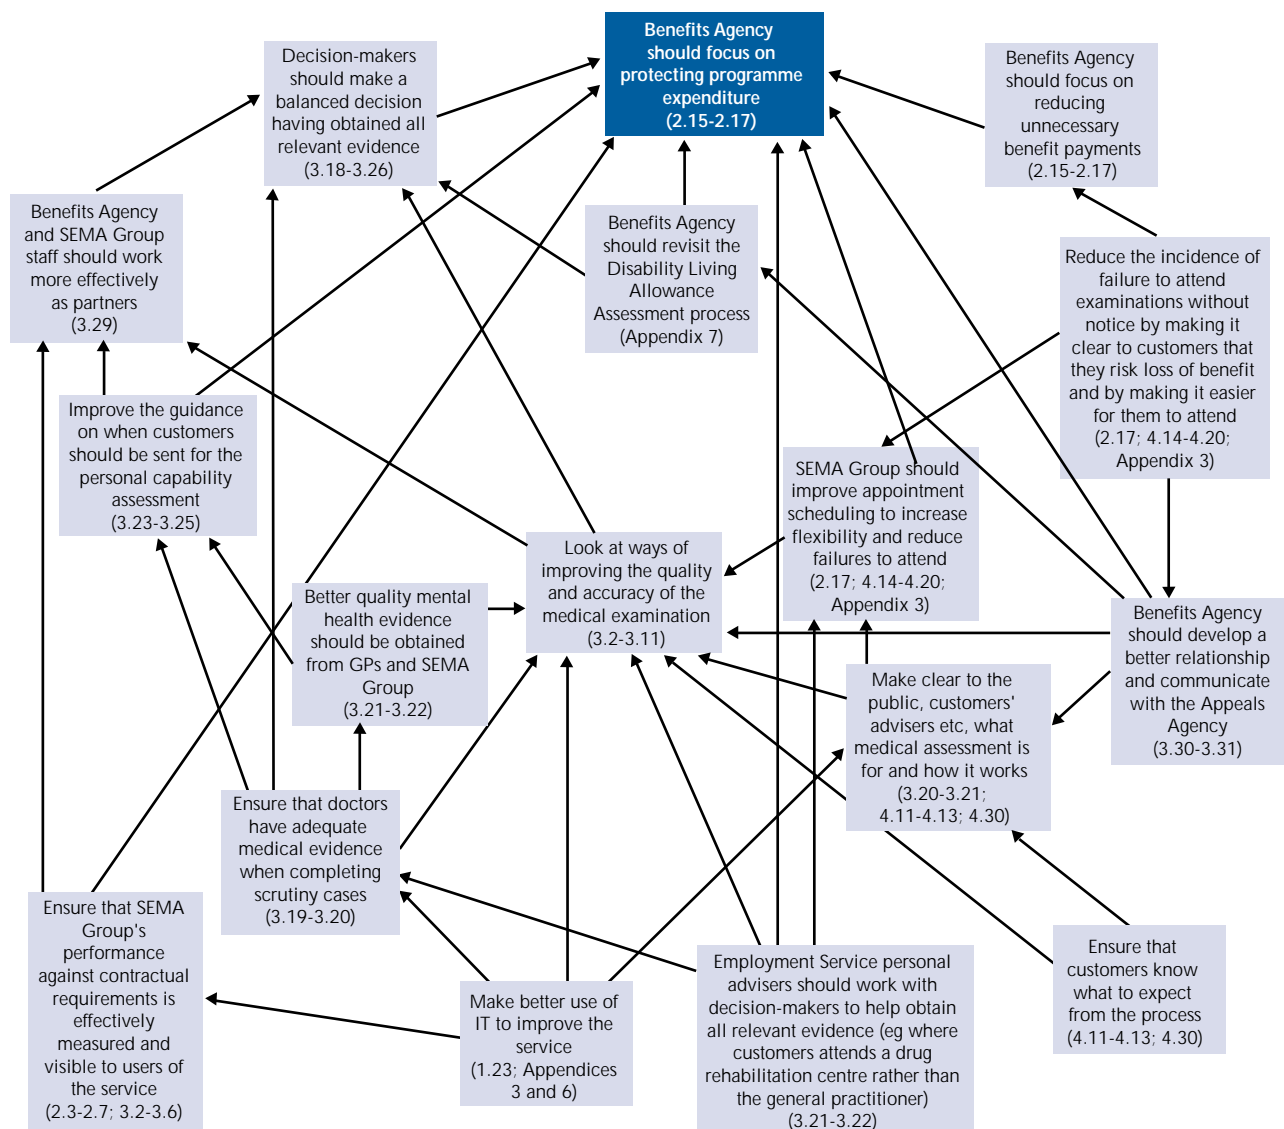 Benefits Agency
should focus on
protecting programme
expenditure
(2.15-2.17)
Decision-makers
should make a
balanced decision
having obtained all
relevant evidence
(3.18-3.26)
Benefits Agency
should focus on
reducing
unnecessary
benefit payments
(2.15-2.17)
Benefits Agency
and SEMA Group
staff should work
more effectively
as partners
(3.29)
Benefits Agency
should revisit the
Disability Living
Allowance
Assessment process
(Appendix 7)
Reduce the incidence of
failure to attend
examinations without
notice by making it
clear to customers that
they risk loss of benefit
and by making it easier
for them to attend
(2.17; 4.14-4.20;
Appendix 3)
Improve the guidance
on when customers
should be sent for the
personal capability
assessment
(3.23-3.25)
SEMA Group should
improve appointment
scheduling to increase
flexibility and reduce
failures to attend
(2.17; 4.14-4.20;
Appendix 3)
Look at ways of
improving the quality
and accuracy of the
medical examination
(3.2-3.11)
Better quality mental
health evidence
should be obtained
from GPs and SEMA
Group
(3.21-3.22)
Benefits Agency
should develop a
better relationship
and communicate
with the Appeals
Agency
(3.30-3.31)
Make clear to the
public, customers'
advisers etc, what
medical assessment is
for and how it works
(3.20-3.21;
4.11-4.13; 4.30)
Ensure that doctors
have adequate
medical evidence
when completing
scrutiny cases
(3.19-3.20)
Ensure that SEMA
Group's
performance
against contractual
requirements is
effectively
measured and
visible to users of
the service
(2.3-2.7; 3.2-3.6)
Make better use of
IT to improve the
service
(1.23; Appendices
3 and 6)
Employment Service personal
advisers should work with
decision-makers to help obtain
all relevant evidence (eg where
customers attends a drug
rehabilitation centre rather than
the general practitioner)
(3.21-3.22)
Ensure that
customers know
what to expect
from the process
(4.11-4.13; 4.30)